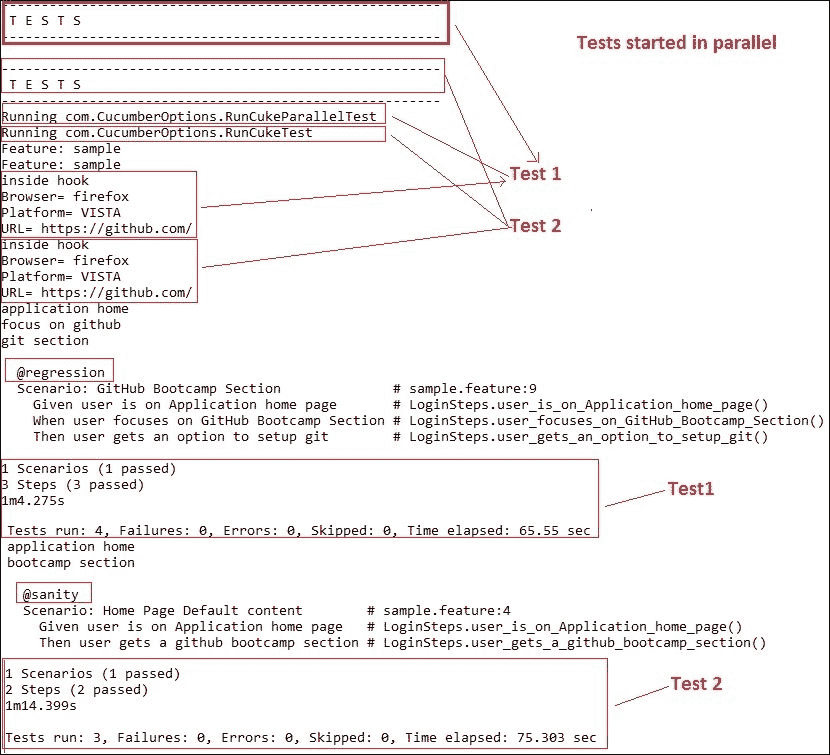 -------------------------------------------------------
T E S T S
-------------------------------------------------------
Tests started in parallel
-------------------------------------------------------
T E S T S
-------------------------------------------------------
Running com.CucumberOptions.RunCukeParallelTest
Running com.CucumberOptions.RunCukeTest
Feature: sample
Feature: sample
inside hook
Browser= firefox
Platform= VISTA
URL= https://github.com/
Test 1
Test 2
inside hook
Browser= firefox
Platform= VISTA
URL= https://github.com/
application home
focus on github
git section
@regression
Scenario: GitHub Bootcamp Section # sample.feature:9
Given user is on Application home page # LoginSteps.user_is_on_Application_home_page()
When user focuses on GitHub Bootcamp Section # LoginSteps.user_focuses_on_GitHub_Bootcamp_Section()
Then user gets an option to setup git # LoginSteps.user_gets_an_option_to_setup_git()
1 Scenarios (1 passed)
3 Steps (3 passed)
1m4.275s
Test1
Tests run: 4, Failures: 0, Errors: 0, Skipped: 0, Time elapsed: 65.55 sec
application home
bootcamp section
@sanity
Scenario: Home Page Default content # sample.feature:4
Given user is on Application home page # LoginSteps.user_is_on_Application_home_page()
Then user gets a github bootcamp section # LoginSteps.user_gets_a_github_bootcamp_section()
1 Scenarios (1 passed)
2 Steps (2 passed)
1m14.399s
Test 2
Tests run: 3, Failures: 0, Errors: 0, Skipped: 0, Time elapsed: 75.303 sec